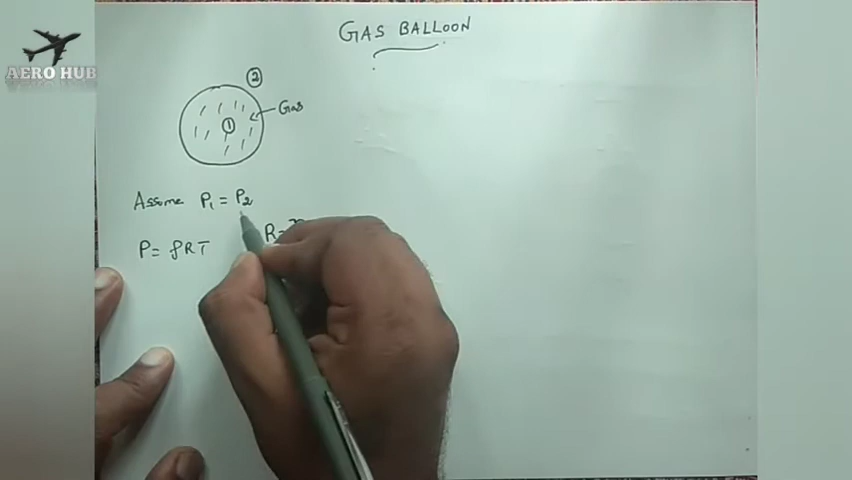 GAS BALLOON
AERO HUB
②
Gas
①
Assume P₁ = P₂
R=
P = ρRT